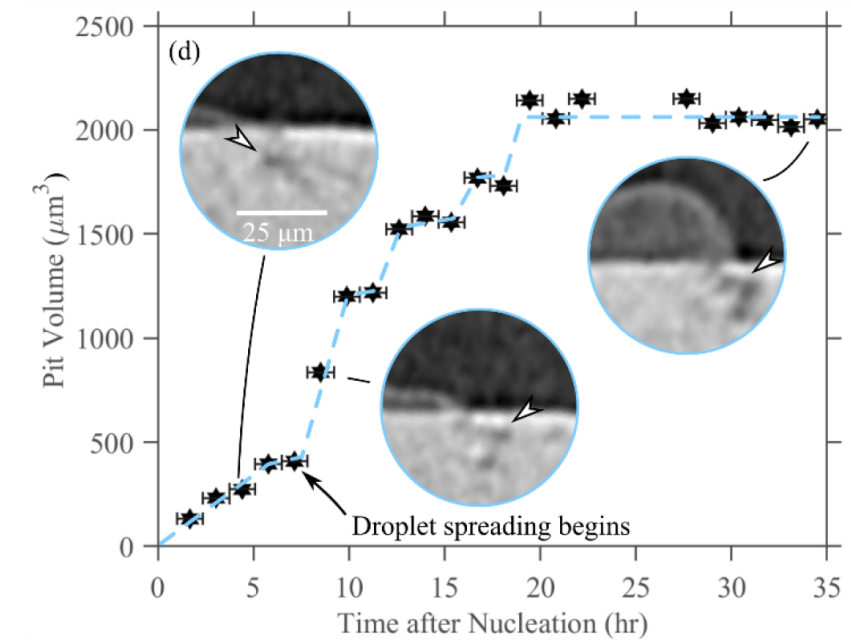 (d)
2500
2000
1500
1000
500
0
Pit Volume (μm³)
25 μm
Droplet spreading begins
0 5 10 15 20 25 30 35
Time after Nucleation (hr)